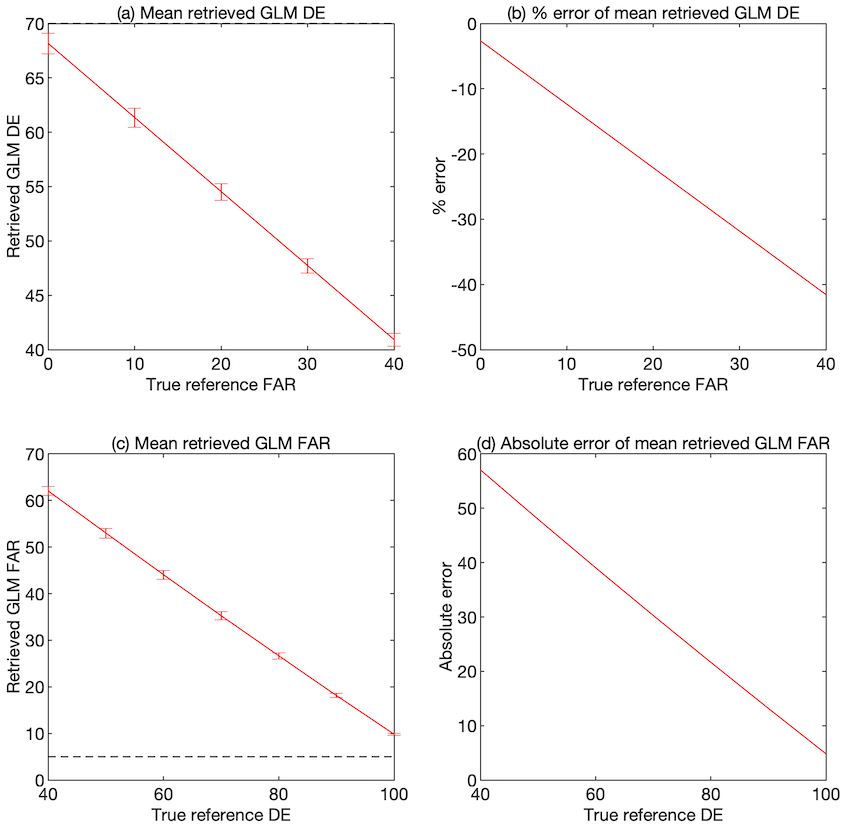 (a) Mean retrieved GLM DE
70
65
60
55
50
45
40
Retrieved GLM DE
0 10 20 30 40
True reference FAR
(b) % error of mean retrieved GLM DE
0
-10
-20
-30
-40
-50
% error
0 10 20 30 40
True reference FAR
(c) Mean retrieved GLM FAR
70
60
50
40
30
20
10
0
Retrieved GLM FAR
40 60 80 100
True reference DE
(d) Absolute error of mean retrieved GLM FAR
60
50
40
30
20
10
0
Absolute error
40 60 80 100
True reference DE